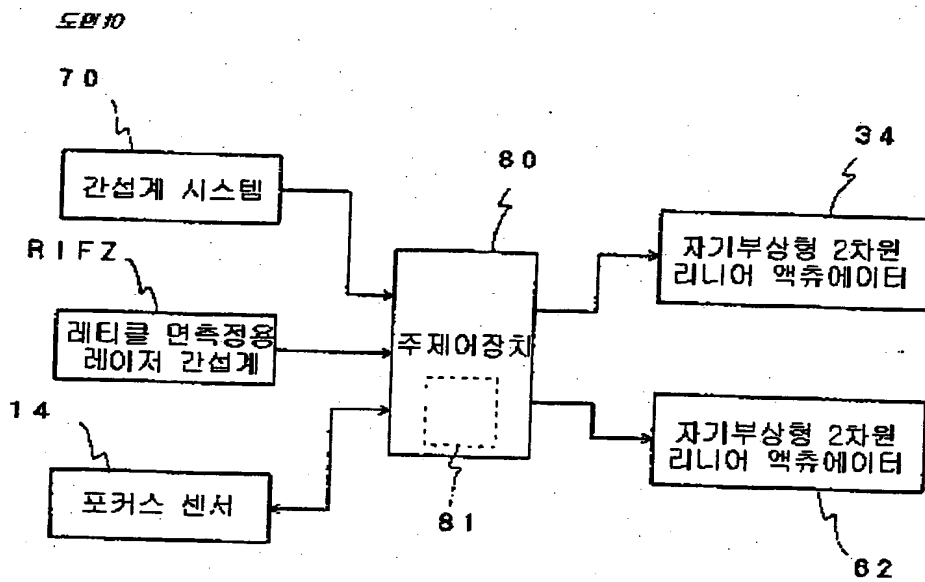 도면10
70
간섭계 시스템
RIFZ
레티클 면측정용
레이저 간섭계
14
포커스 센서
80
주제어장치
81
34
자기부상형 2차원
리니어 액츄에이터
자기부상형 2차원
리니어 액츄에이터
62